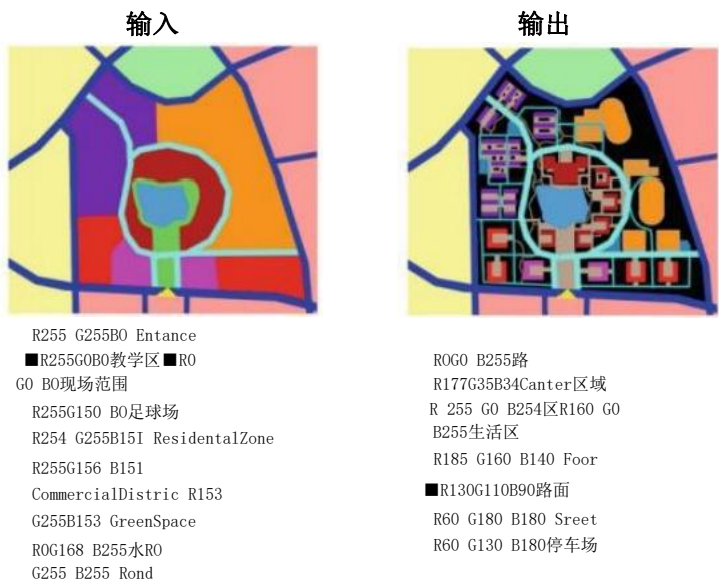 输入
输出
R255 G255B0 Entance
■R255G0B0教学区■R0
G0 B0现场范围
R255G150 B0足球场
R254 G255B15I ResidentalZone
R255G156 B151
CommercialDistric R153
G255B153 GreenSpace
R0G168 B255水R0
G255 B255 Rond
R0G0 B255路
R177G35B34Canter区域
R 255 G0 B254区R160 G0
B255生活区
R185 G160 B140 Foor
■R130G110B90路面
R60 G180 B180 Sreet
R60 G130 B180停车场